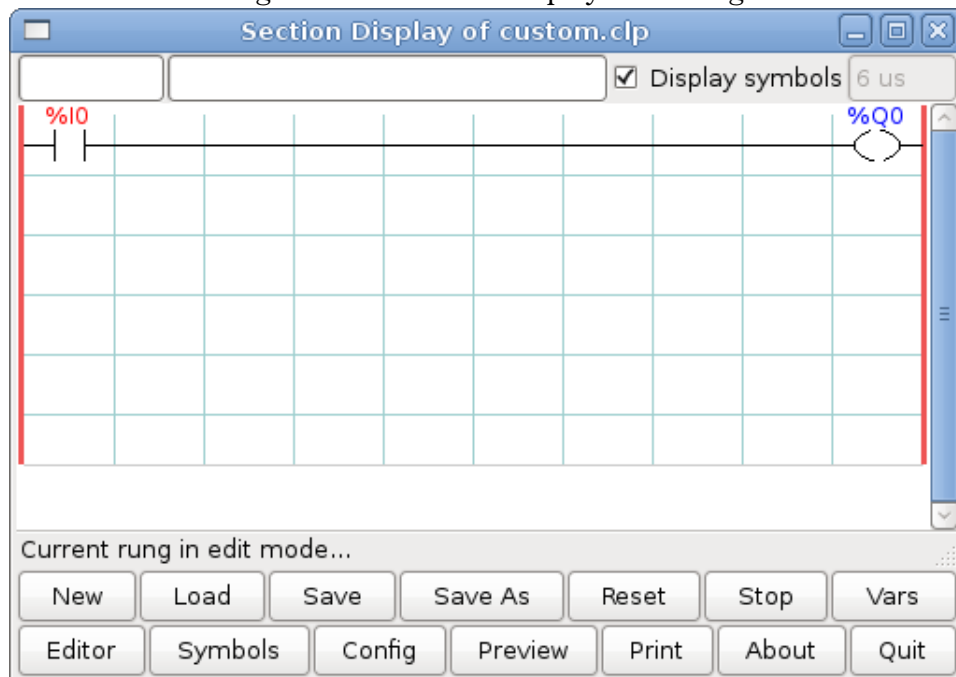 Section Display of custom.clp
Display symbols 6 us
%I0 %Q0
Current rung in edit mode...
New Load Save Save As Reset Stop Vars
Editor Symbols Config Preview Print About Quit